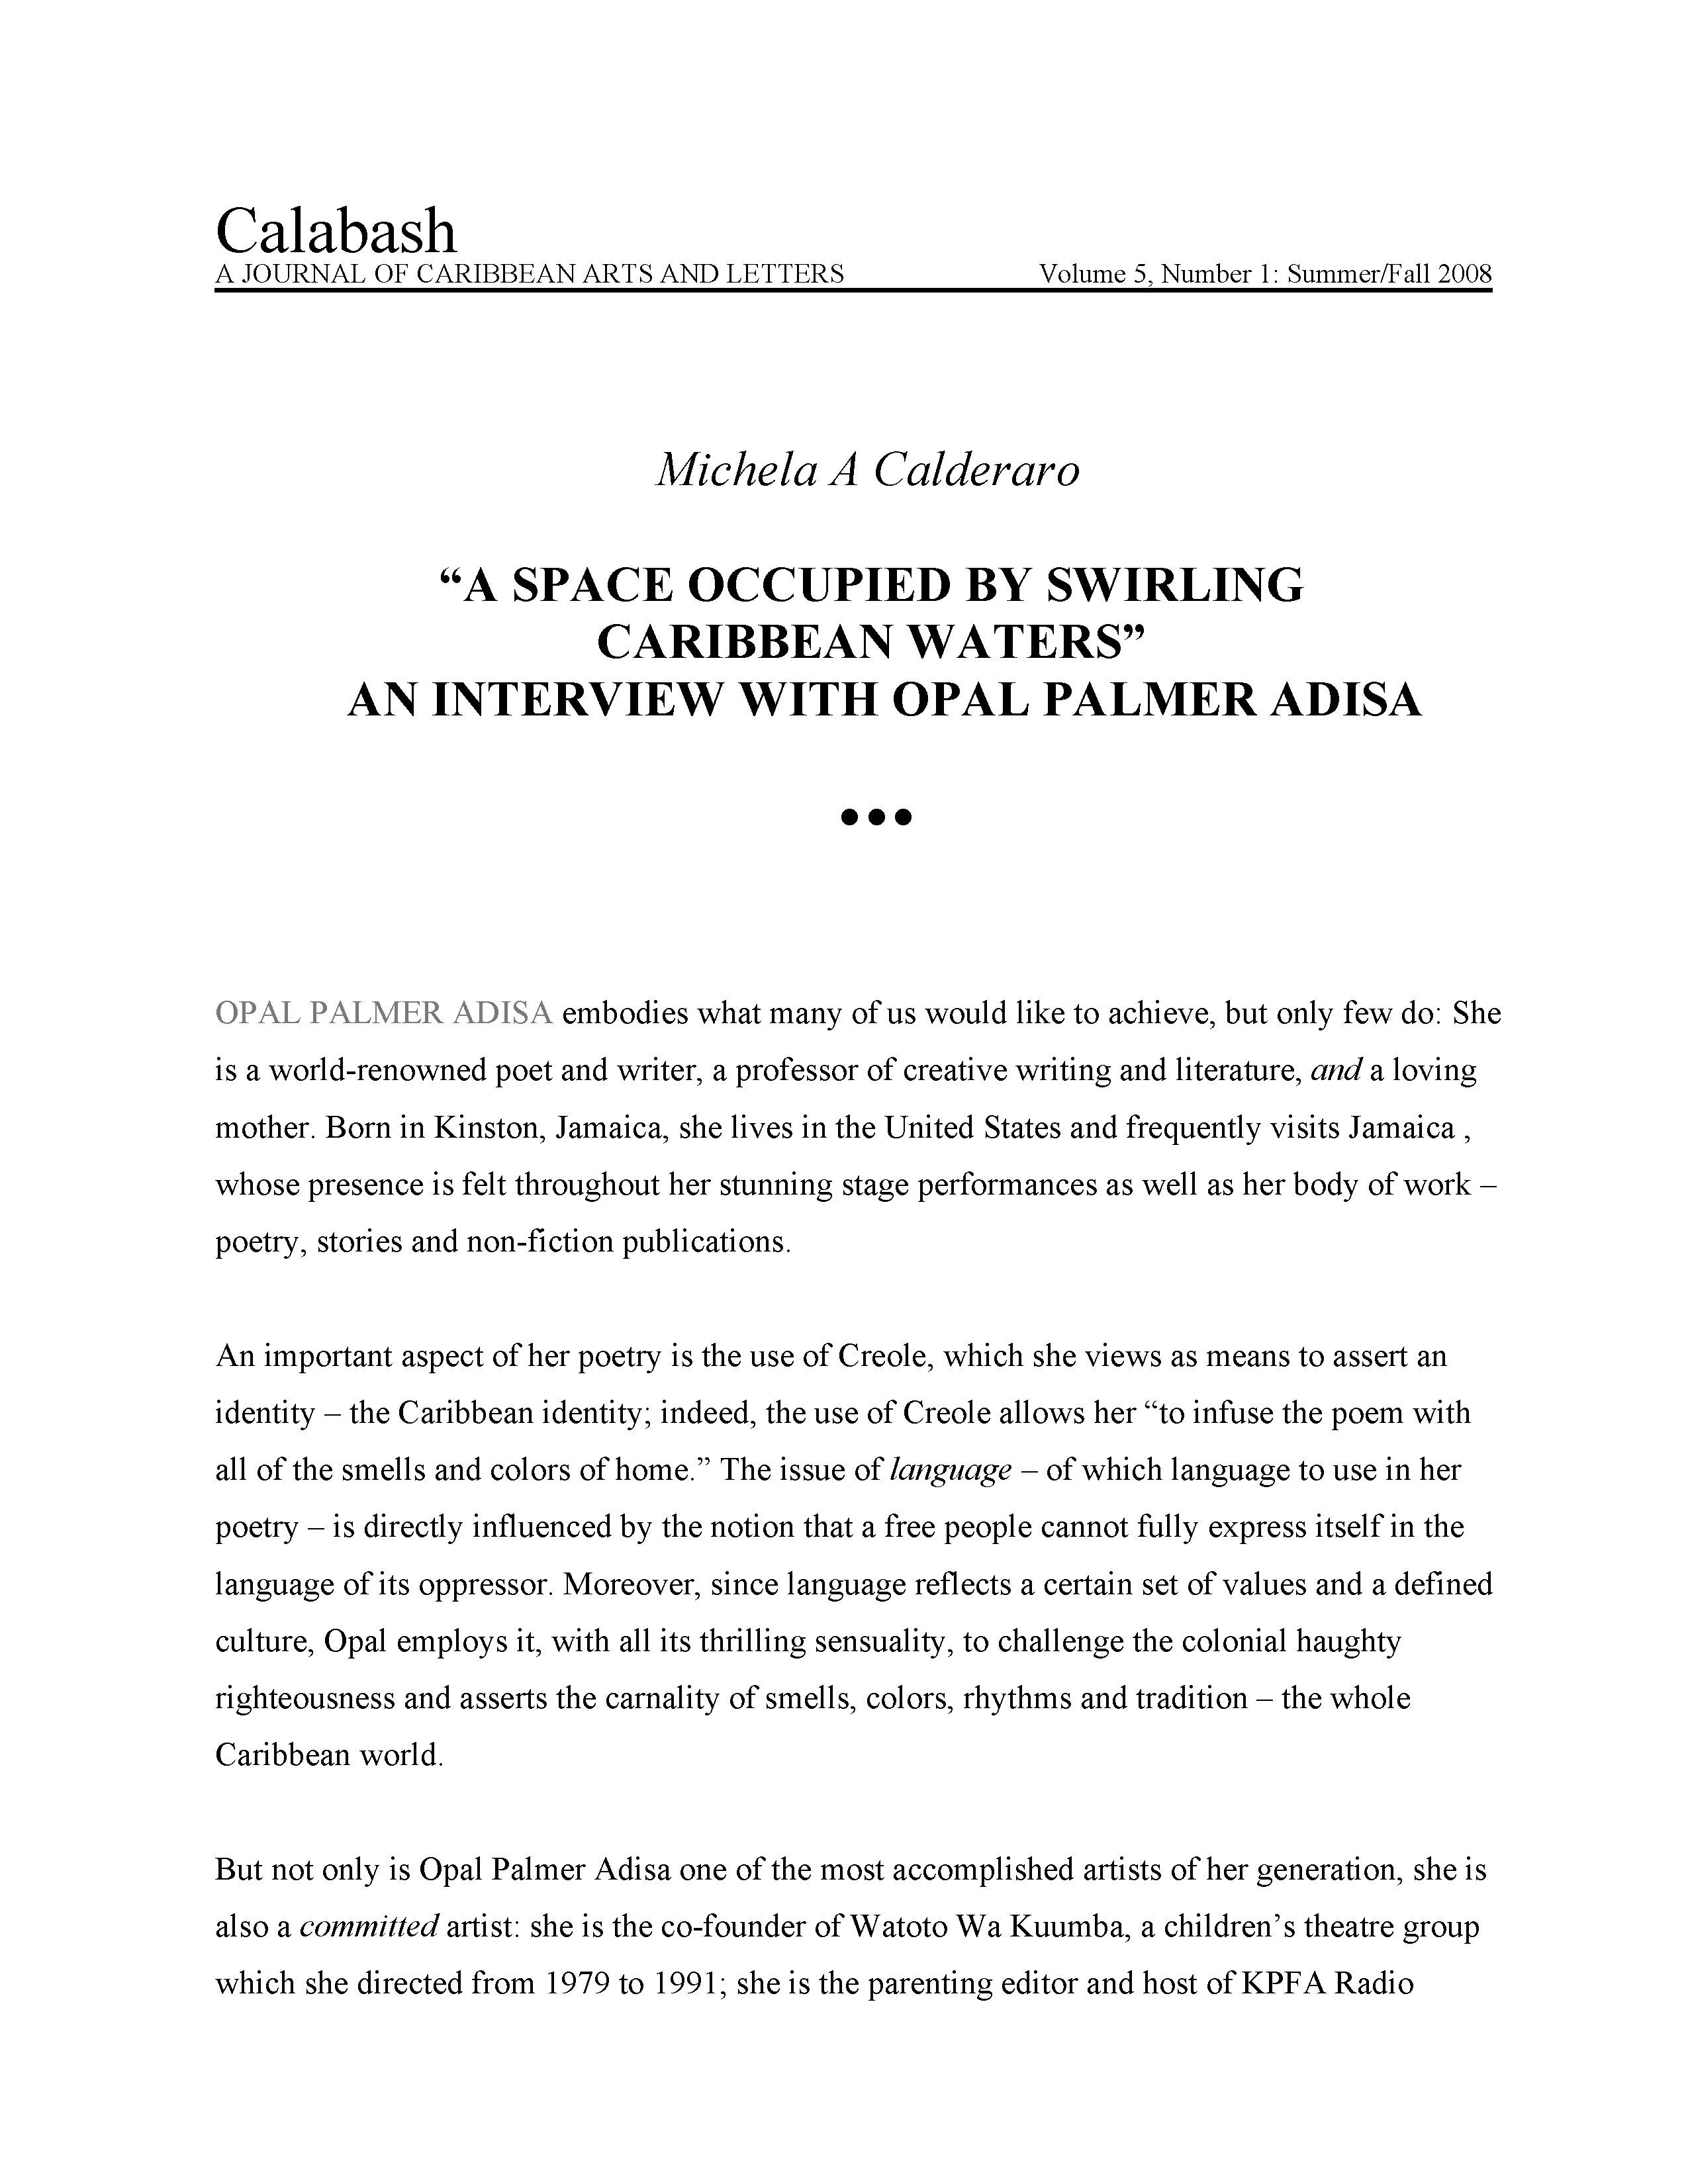 Calabash
A JOURNAL OF CARIBBEAN ARTS AND LETTERS Volume 5, Number 1: Summer/Fall 2008
Michela A Calderaro
“A SPACE OCCUPIED BY SWIRLING
CARIBBEAN WATERS”
AN INTERVIEW WITH OPAL PALMER ADISA
●●●
OPAL PALMER ADISA embodies what many of us would like to achieve, but only few do: She
is a world-renowned poet and writer, a professor of creative writing and literature, and a loving
mother. Born in Kinston, Jamaica, she lives in the United States and frequently visits Jamaica ,
whose presence is felt throughout her stunning stage performances as well as her body of work –
poetry, stories and non-fiction publications.
An important aspect of her poetry is the use of Creole, which she views as means to assert an
identity – the Caribbean identity; indeed, the use of Creole allows her “to infuse the poem with
all of the smells and colors of home.” The issue of language – of which language to use in her
poetry – is directly influenced by the notion that a free people cannot fully express itself in the
language of its oppressor. Moreover, since language reflects a certain set of values and a defined
culture, Opal employs it, with all its thrilling sensuality, to challenge the colonial haughty
righteousness and asserts the carnality of smells, colors, rhythms and tradition – the whole
Caribbean world.
But not only is Opal Palmer Adisa one of the most accomplished artists of her generation, she is
also a committed artist: she is the co-founder of Watoto Wa Kuumba, a children’s theatre group
which she directed from 1979 to 1991; she is the parenting editor and host of KPFA Radio